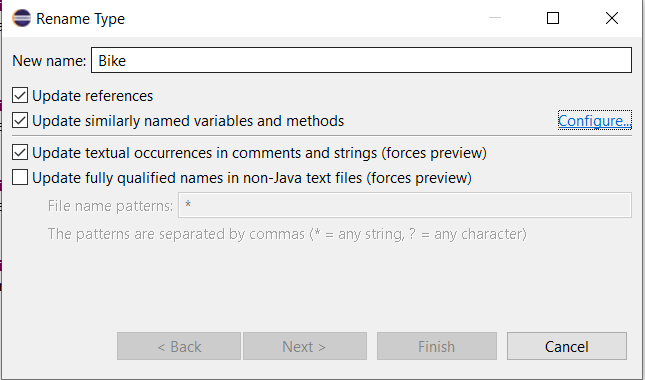 Rename Type
New name: Bike
Update references
Update similarly named variables and methods Configure...
Update textual occurrences in comments and strings (forces preview)
Update fully qualified names in non-Java text files (forces preview)
File name patterns: *
The patterns are separated by commas (* = any string, ? = any character)
< Back Next > Finish Cancel